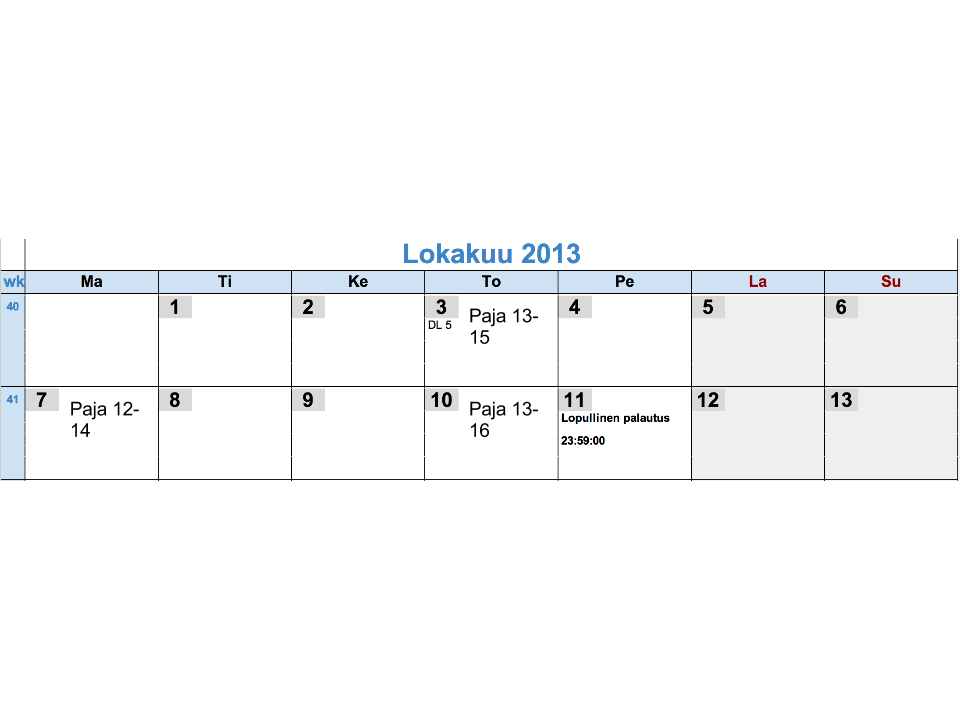 Lokakuu 2013
wk Ma Ti Ke To Pe La Su
40 1 2 3 4 5 6
DL 5
Paja 13-
15
41 7 8 9 10 11 12 13
Paja 12-
14
Paja 13-
16
Lopullinen palautus
23:59:00